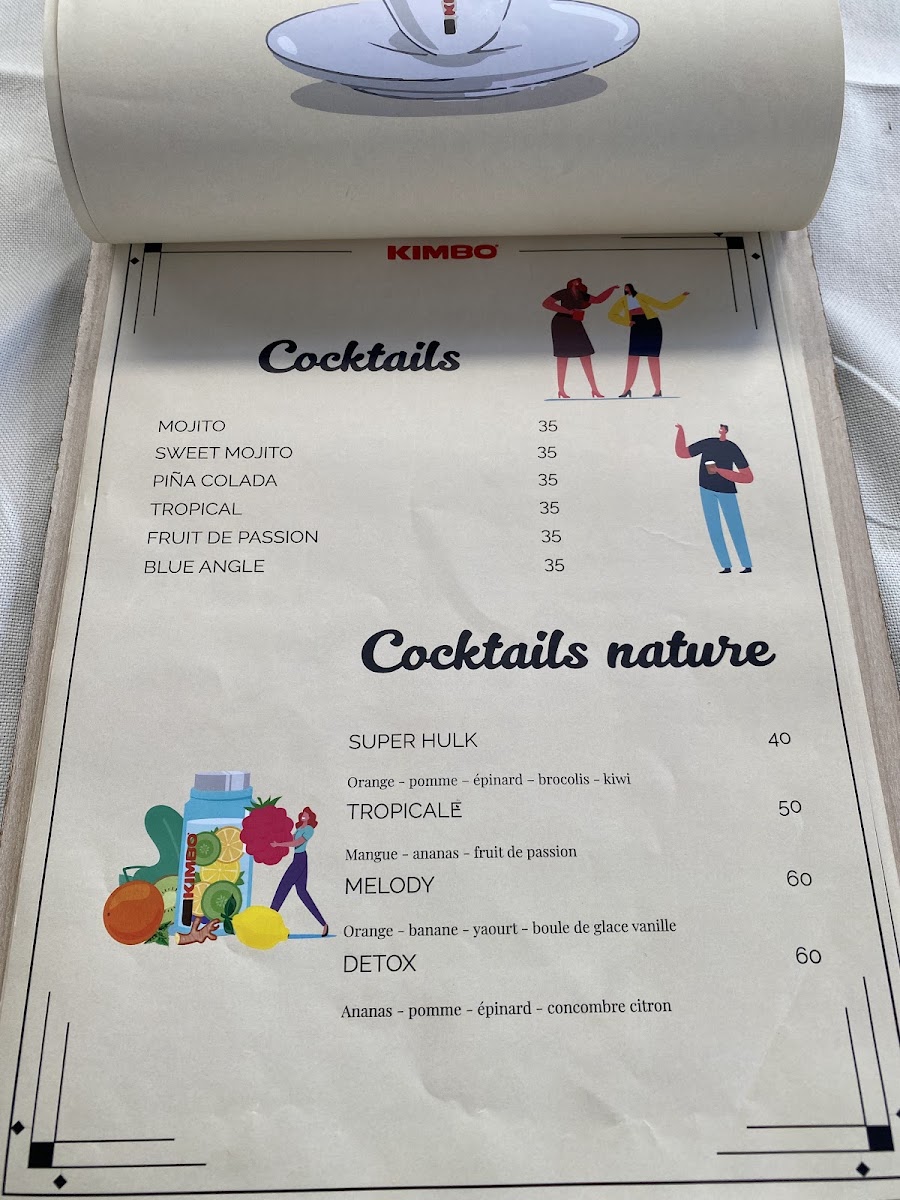 KIMBO
Cocktails
MOJITO 35
SWEET MOJITO 35
PIÑA COLADA 35
TROPICAL 35
FRUIT DE PASSION 35
BLUE ANGLE 35
Cocktails nature
SUPER HULK 40
Orange - pomme - épinard - brocolis - kiwi
TROPICALE 50
Mangue - ananas - fruit de passion
MELODY 60
Orange - banane - yaourt - boule de glace vanille
DETOX 60
Ananas - pomme - épinard - concombre citron
KIMBO